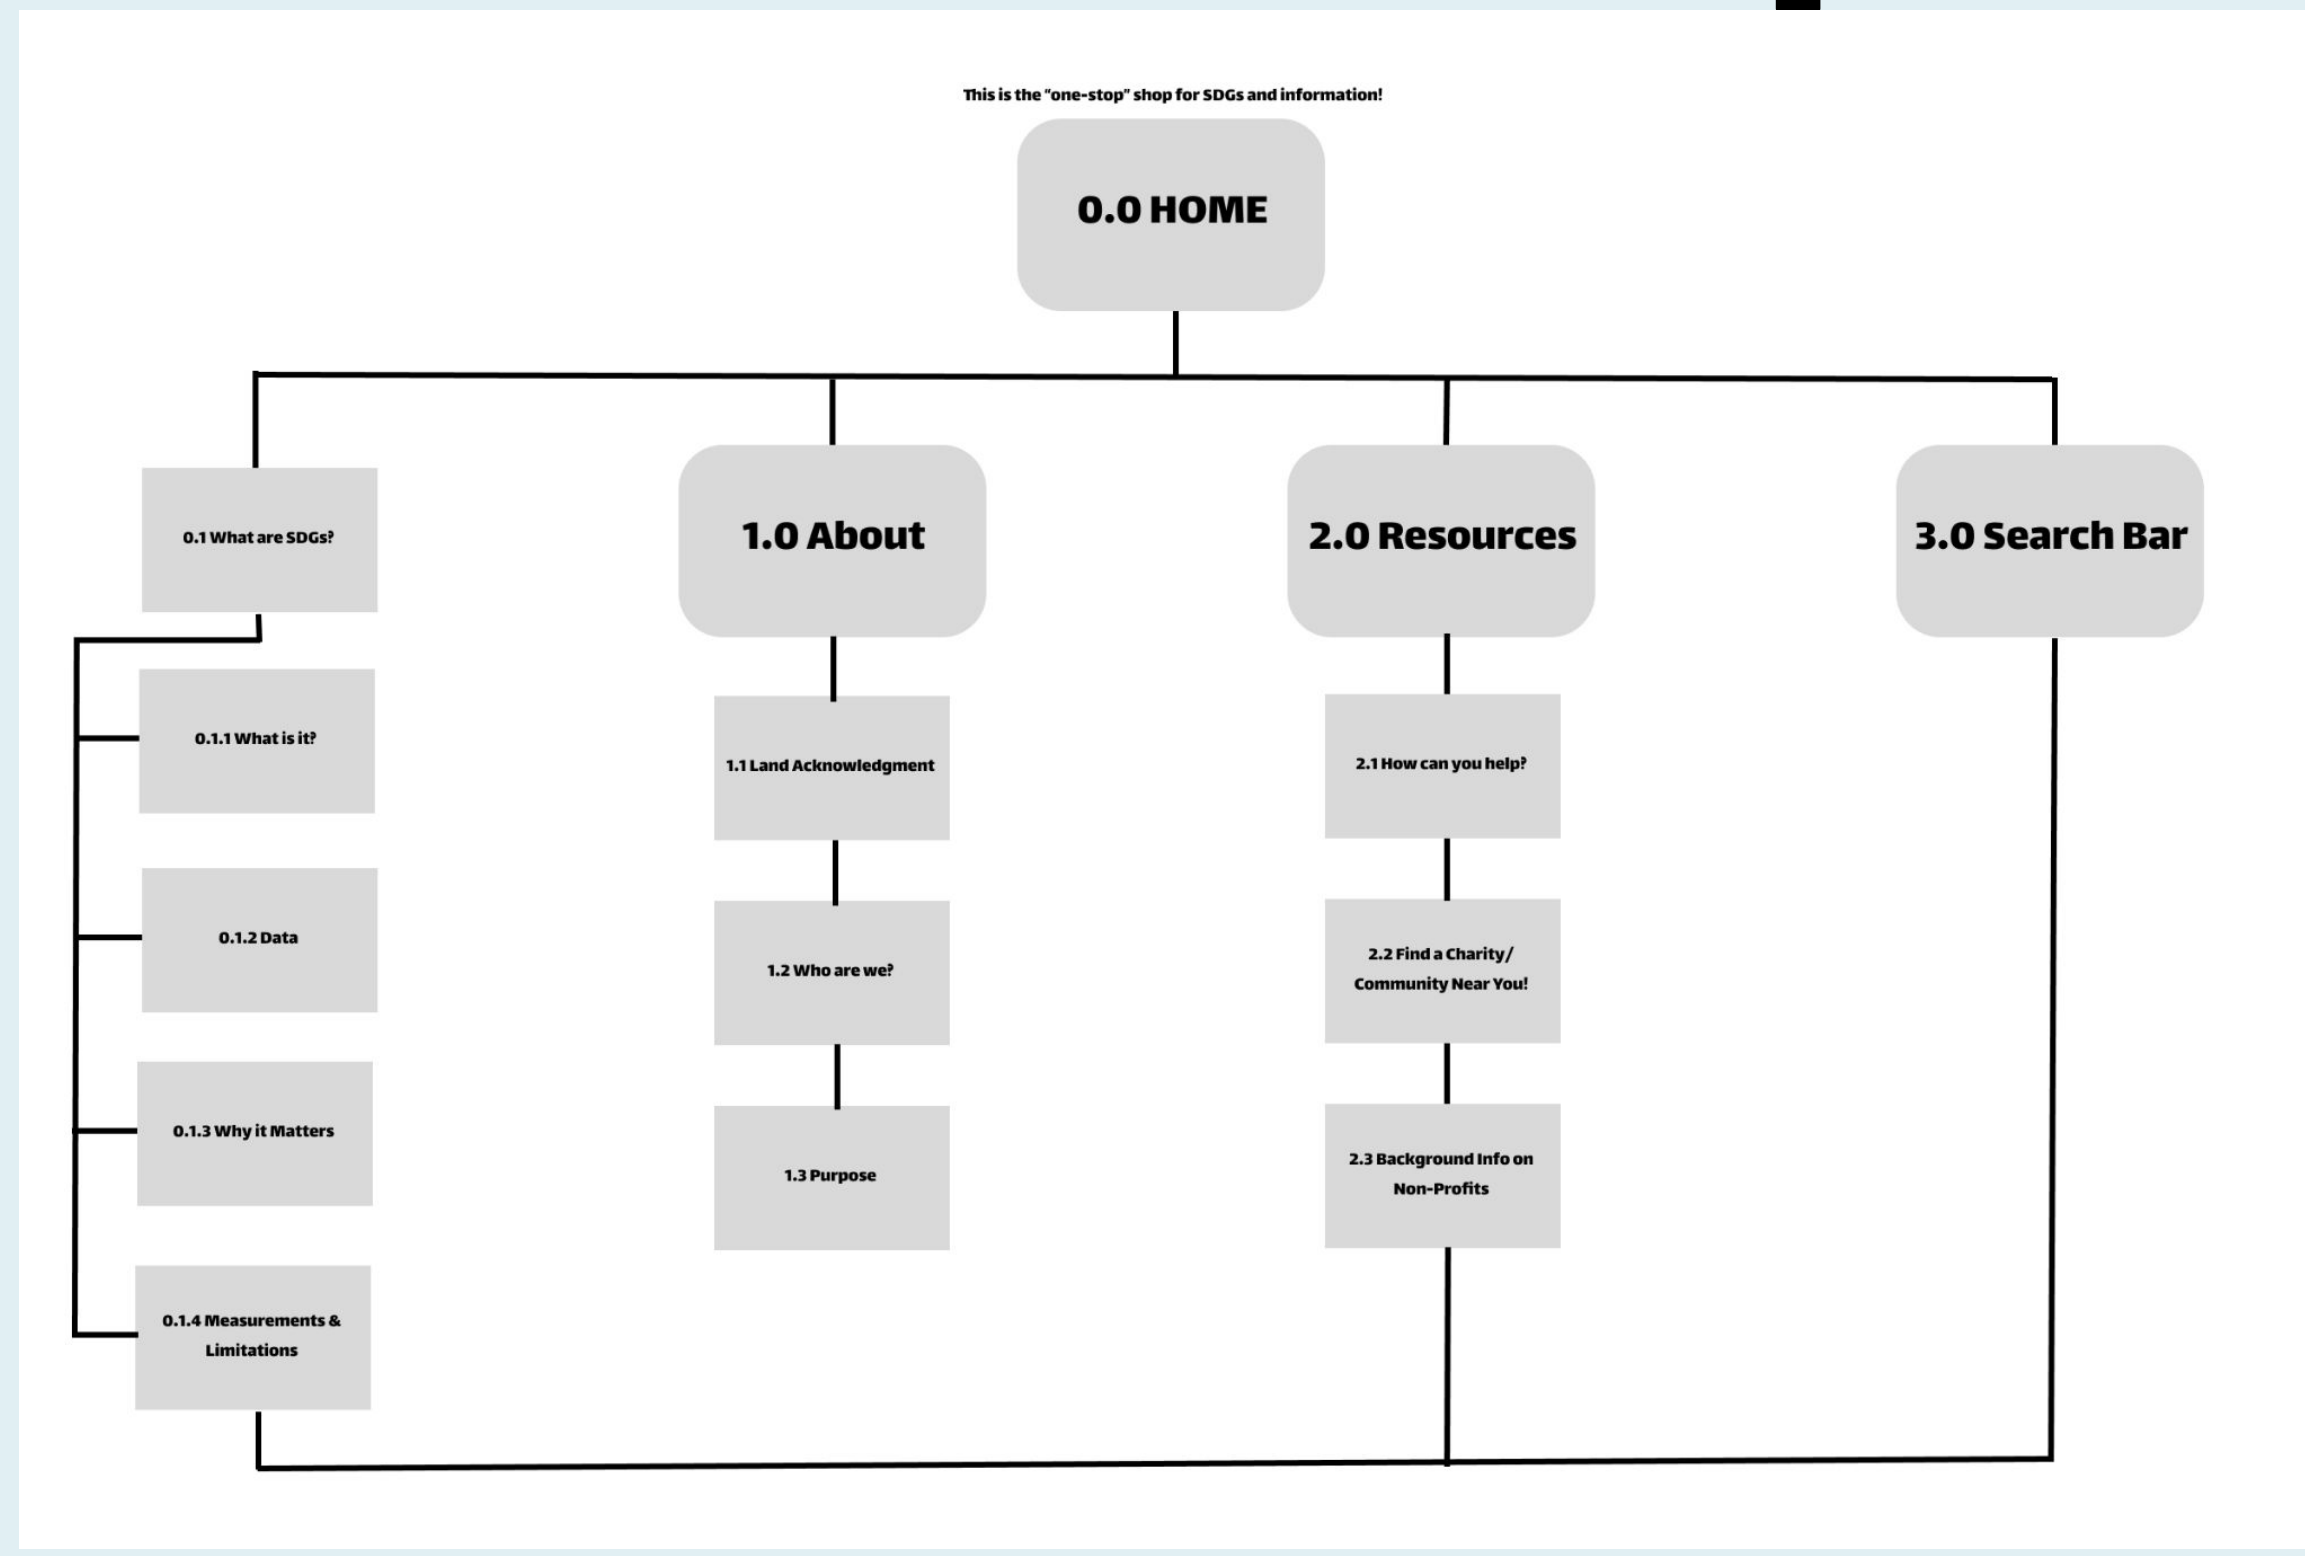 This is the “one-stop” shop for SDGs and information!
0.0 HOME
0.1 What are SDGs?
1.0 About
2.0 Resources
3.0 Search Bar
0.1.1 What is it?
0.1.2 Data
0.1.3 Why it Matters
0.1.4 Measurements &
Limitations
1.1 Land Acknowledgment
1.2 Who are we?
1.3 Purpose
2.1 How can you help?
2.2 Find a Charity/
Community Near You!
2.3 Background Info on
Non-Profits